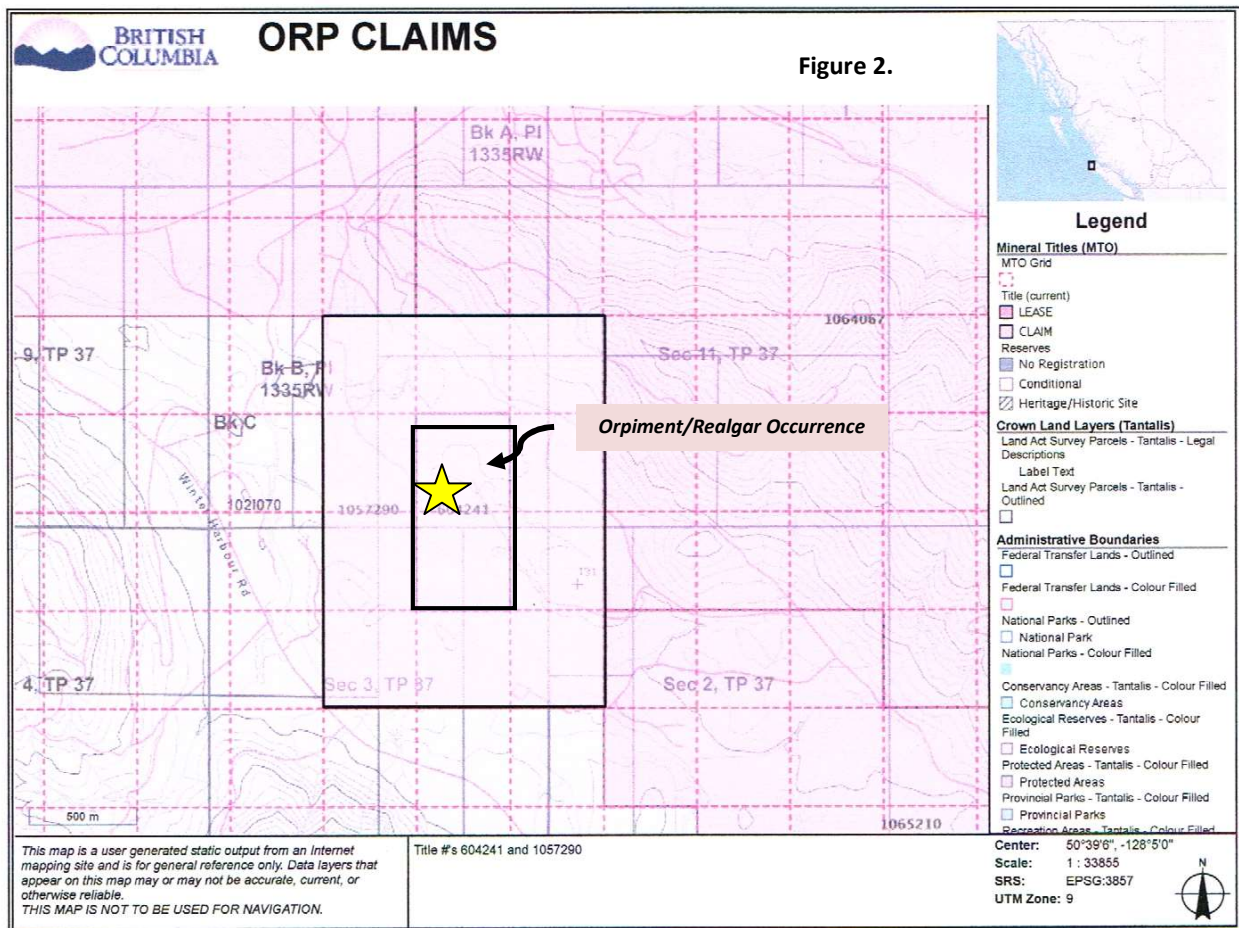 BRITISH
COLUMBIA
ORP CLAIMS
Figure 2.
Bk A, Pl
1335RW
1064067
9, TP 37
Sec 11, TP 37
Bk B, Pl
1335RW
Bk C
Orpiment/Realgar Occurrence
Winter Harbour Rd
1021070
1057290
604241
4, TP 37
Sec 3, TP 37
Sec 2, TP 37
500 m
1065210
Legend
Mineral Titles (MTO)
MTO Grid
Title (current)
LEASE
CLAIM
Reserves
No Registration
Conditional
Heritage/Historic Site
Crown Land Layers (Tantalis)
Land Act Survey Parcels - Tantalis - Legal
Descriptions
Label Text
Land Act Survey Parcels - Tantalis -
Outlined
Administrative Boundaries
Federal Transfer Lands - Outlined
Federal Transfer Lands - Colour Filled
National Parks - Outlined
National Park
National Parks - Colour Filled
Conservancy Areas - Tantalis - Colour Filled
Conservancy Areas
Ecological Reserves - Tantalis - Colour
Filled
Ecological Reserves
Protected Areas - Tantalis - Colour Filled
Protected Areas
Provincial Parks - Tantalis - Colour Filled
Provincial Parks
Recreation Areas - Tantalis - Colour Filled
This map is a user generated static output from an Internet
mapping site and is for general reference only. Data layers that
appear on this map may or may not be accurate, current, or
otherwise reliable.
THIS MAP IS NOT TO BE USED FOR NAVIGATION.
Title #'s 604241 and 1057290
Center: 50°39'6", -128°5'0"
Scale: 1 : 33855
SRS: EPSG:3857
UTM Zone: 9
N